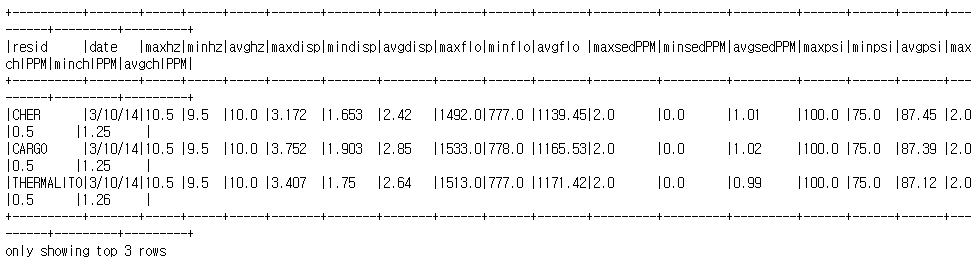 +----------+-------+-----+-----+-----+-------+-------+-------+------+------+-------+---------+---------+---------+------+------+------+---
------+---------+---------+
|resid     |date   |maxhz|minhz|avghz|maxdisp|mindisp|avgdisp|maxflo|minflo|avgflo |maxsedPPM|minsedPPM|avgsedPPM|maxpsi|minpsi|avgpsi|max
chlPPM|minchlPPM|avgchlPPM|
+----------+-------+-----+-----+-----+-------+-------+-------+------+------+-------+---------+---------+---------+------+------+------+---
------+---------+---------+
|CHER      |3/10/14|10.5 |9.5  |10.0 |3.172  |1.653  |2.42   |1492.0|777.0 |1139.45|2.0      |0.0      |1.01     |100.0 |75.0  |87.45 |2.0
|0.5      |1.25     |
|CARGO     |3/10/14|10.5 |9.5  |10.0 |3.752  |1.903  |2.85   |1533.0|778.0 |1165.53|2.0      |0.0      |1.02     |100.0 |75.0  |87.39 |2.0
|0.5      |1.25     |
|THERMALITO|3/10/14|10.5 |9.5  |10.0 |3.407  |1.75   |2.64   |1513.0|777.0 |1171.42|2.0      |0.0      |0.99     |100.0 |75.0  |87.12 |2.0
|0.5      |1.26     |
+----------+-------+-----+-----+-----+-------+-------+-------+------+------+-------+---------+---------+---------+------+------+------+---
------+---------+---------+
only showing top 3 rows